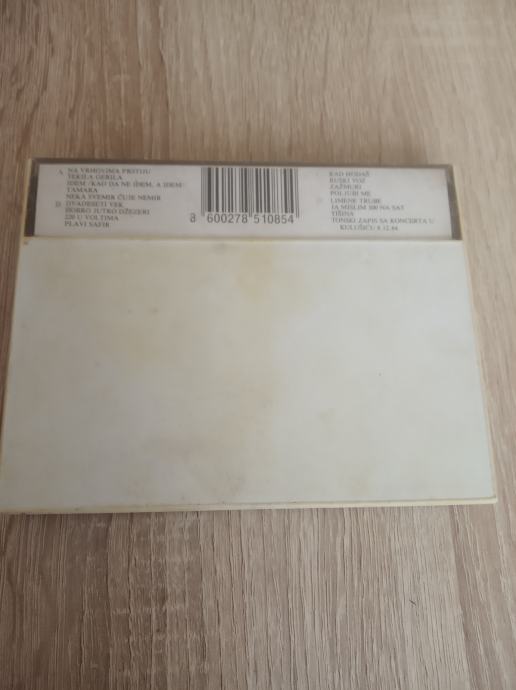 A. NA VRHOVIMA PRSTIJU
TEKILA GERILA
IDEM (KAD DA NE IDEM, A IDEM)
TAMARA
NEKA SVEMIR ČUJE NEMIR
B. DVADESETI VEK
DOBRO JUTRO DŽEZERI
220 U VOLTIMA
PLAVI SAFIR
a 600278 510854
KAD HODAŠ
RUSKI VOZ
ZAŽMURI
POLJUBI ME
LIMENE TRUBE
JA MISLIM 300 NA SAT
TIŠINA
TONSKI ZAPIS SA KONCERTA U
KULUŠIĆU 8.12.84